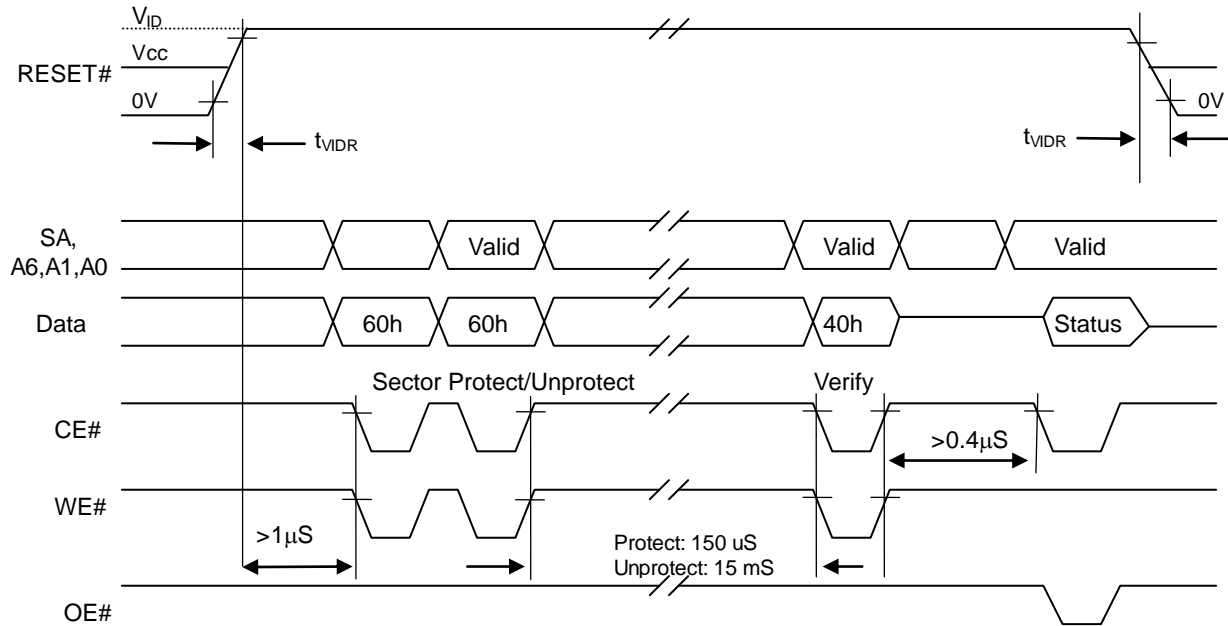 VID
Vcc
RESET#
0V
0V
tVIDR
tVIDR
SA,
A6,A1,A0
Valid
Valid
Valid
Data
60h
60h
40h
Status
Sector Protect/Unprotect
Verify
CE#
>0.4μS
WE#
>1μS
Protect: 150 uS
Unprotect: 15 mS
OE#